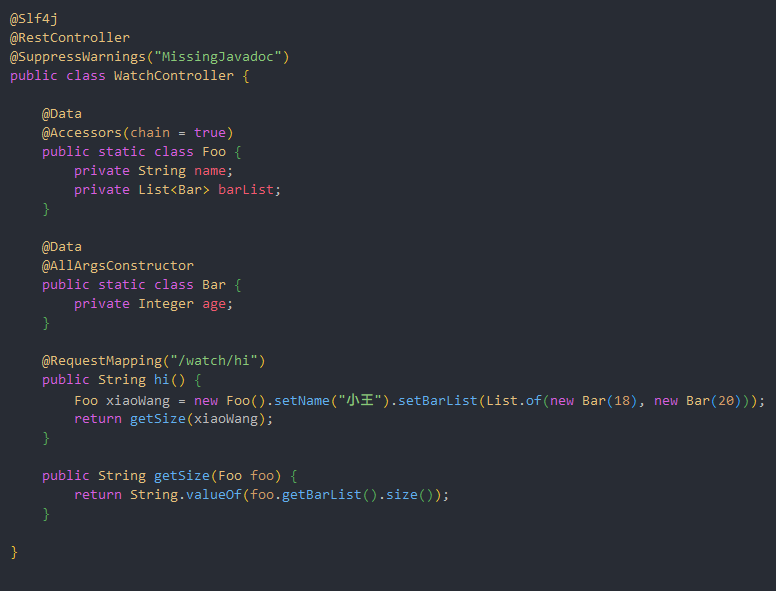 @Slf4j
@RestController
@SuppressWarnings("MissingJavadoc")
public class WatchController {
@Data
@Accessors(chain = true)
public static class Foo {
private String name;
private List<Bar> barList;
}
@Data
@AllArgsConstructor
public static class Bar {
private Integer age;
}
@RequestMapping("/watch/hi")
public String hi() {
Foo xiaoWang = new Foo().setName("小王").setBarList(List.of(new Bar(18), new Bar(20)));
return getSize(xiaoWang);
}
public String getSize(Foo foo) {
return String.valueOf(foo.getBarList().size());
}
}